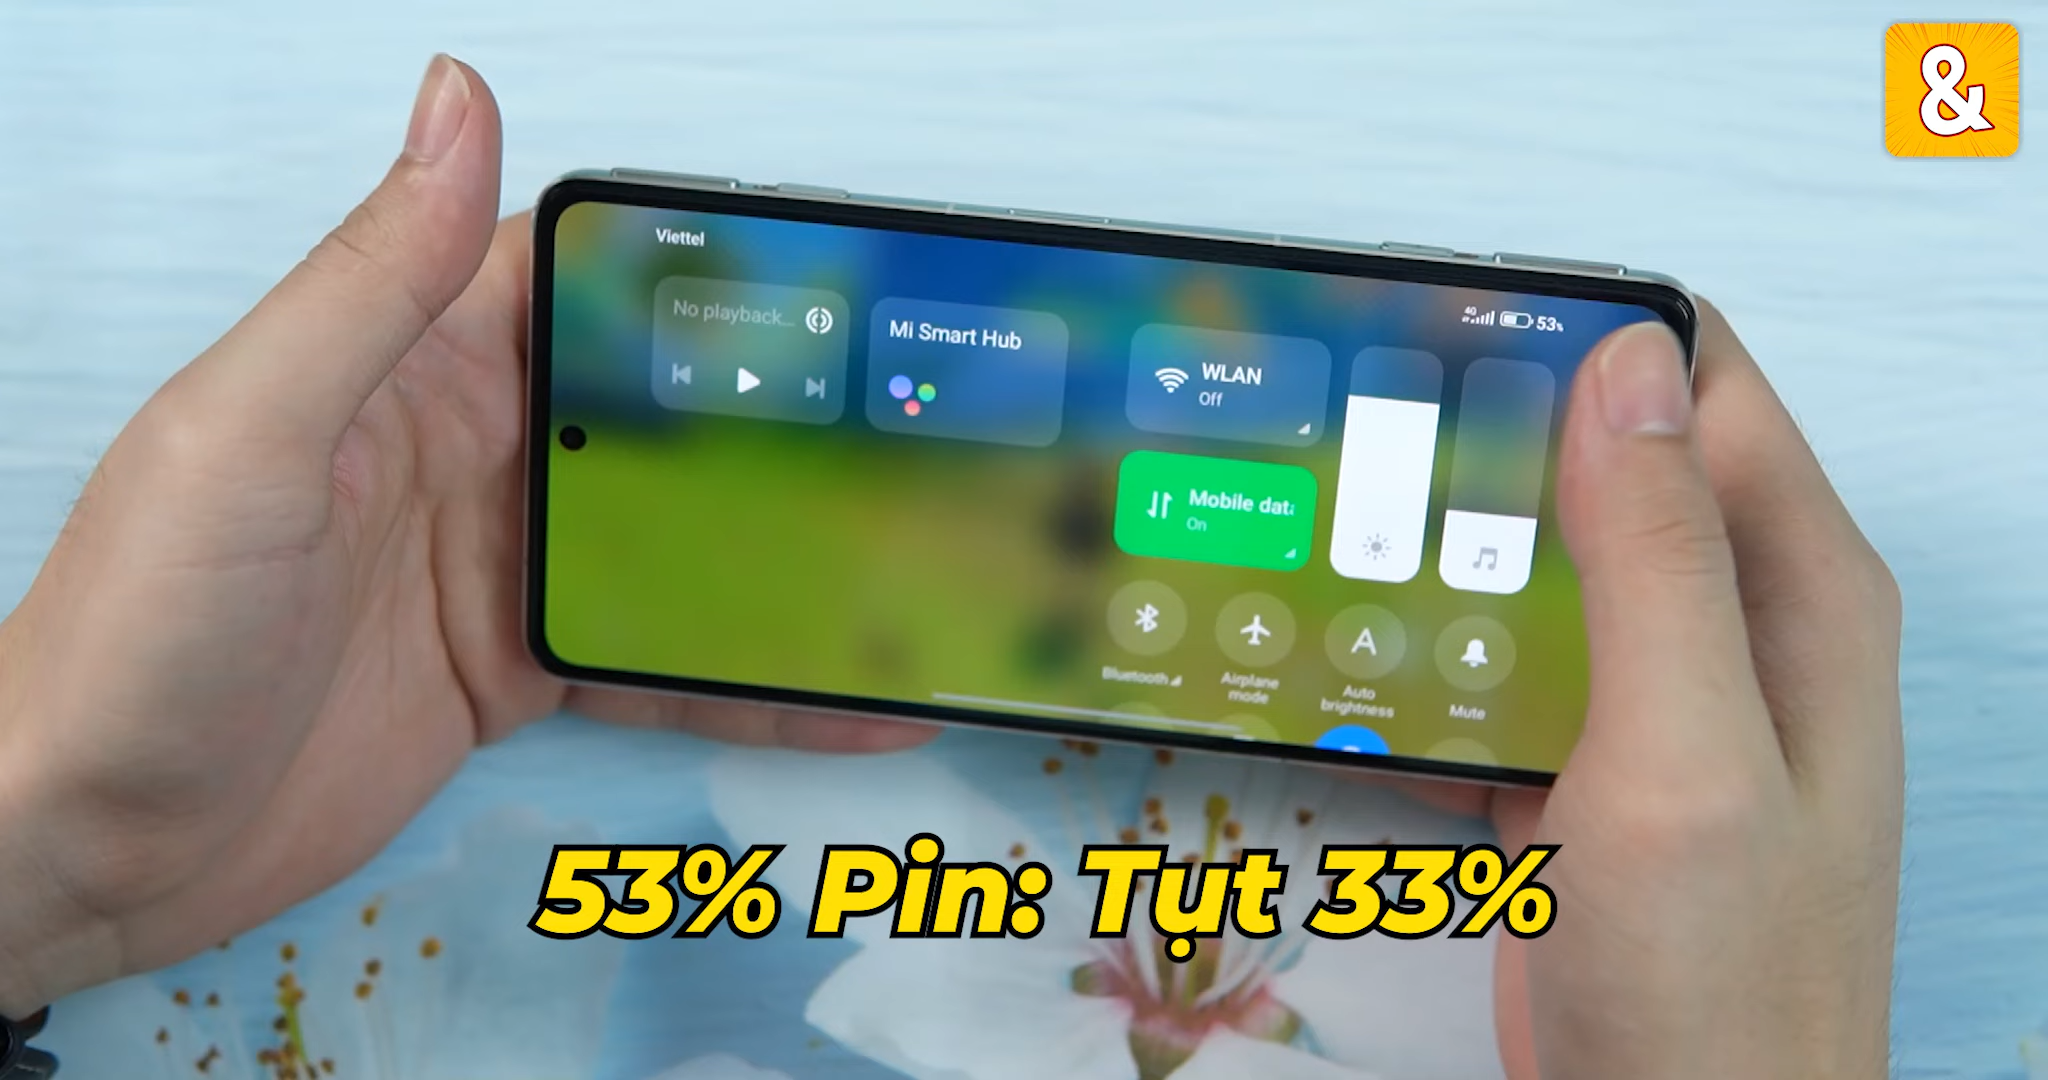 &
Viettel
4G
53%
No playback...
Mi Smart Hub
WLAN
Off
Mobile data
On
Bluetooth
Airplane
mode
A
Auto
brightness
Mute
53% Pin: Tụt 33%